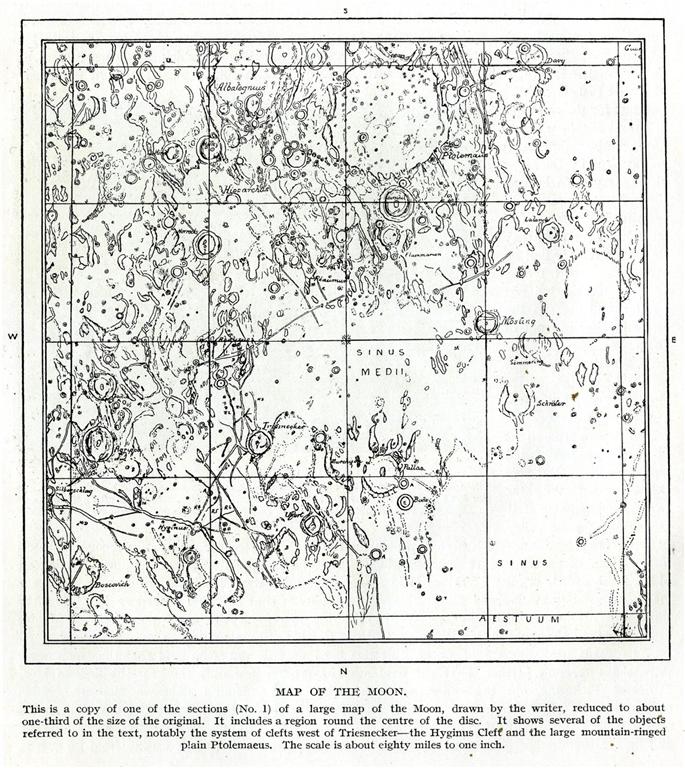 S
Davy
Albategnius
Ptolemaus
Hipparchus
Lalande
Flammarion
Mösting
W
E
SINUS
MEDII
Sömmering
Schröter
Triesnecker
Pallas
Bode
Silberschlag
Hyginus
Ukert
SINUS
Boscovich
AESTUUM
N
MAP OF THE MOON.
This is a copy of one of the sections (No. 1) of a large map of the Moon, drawn by the writer, reduced to about
one-third of the size of the original. It includes a region round the centre of the disc. It shows several of the objects
referred to in the text, notably the system of clefts west of Triesnecker—the Hyginus Cleft and the large mountain-ringed
plain Ptolemaeus. The scale is about eighty miles to one inch.